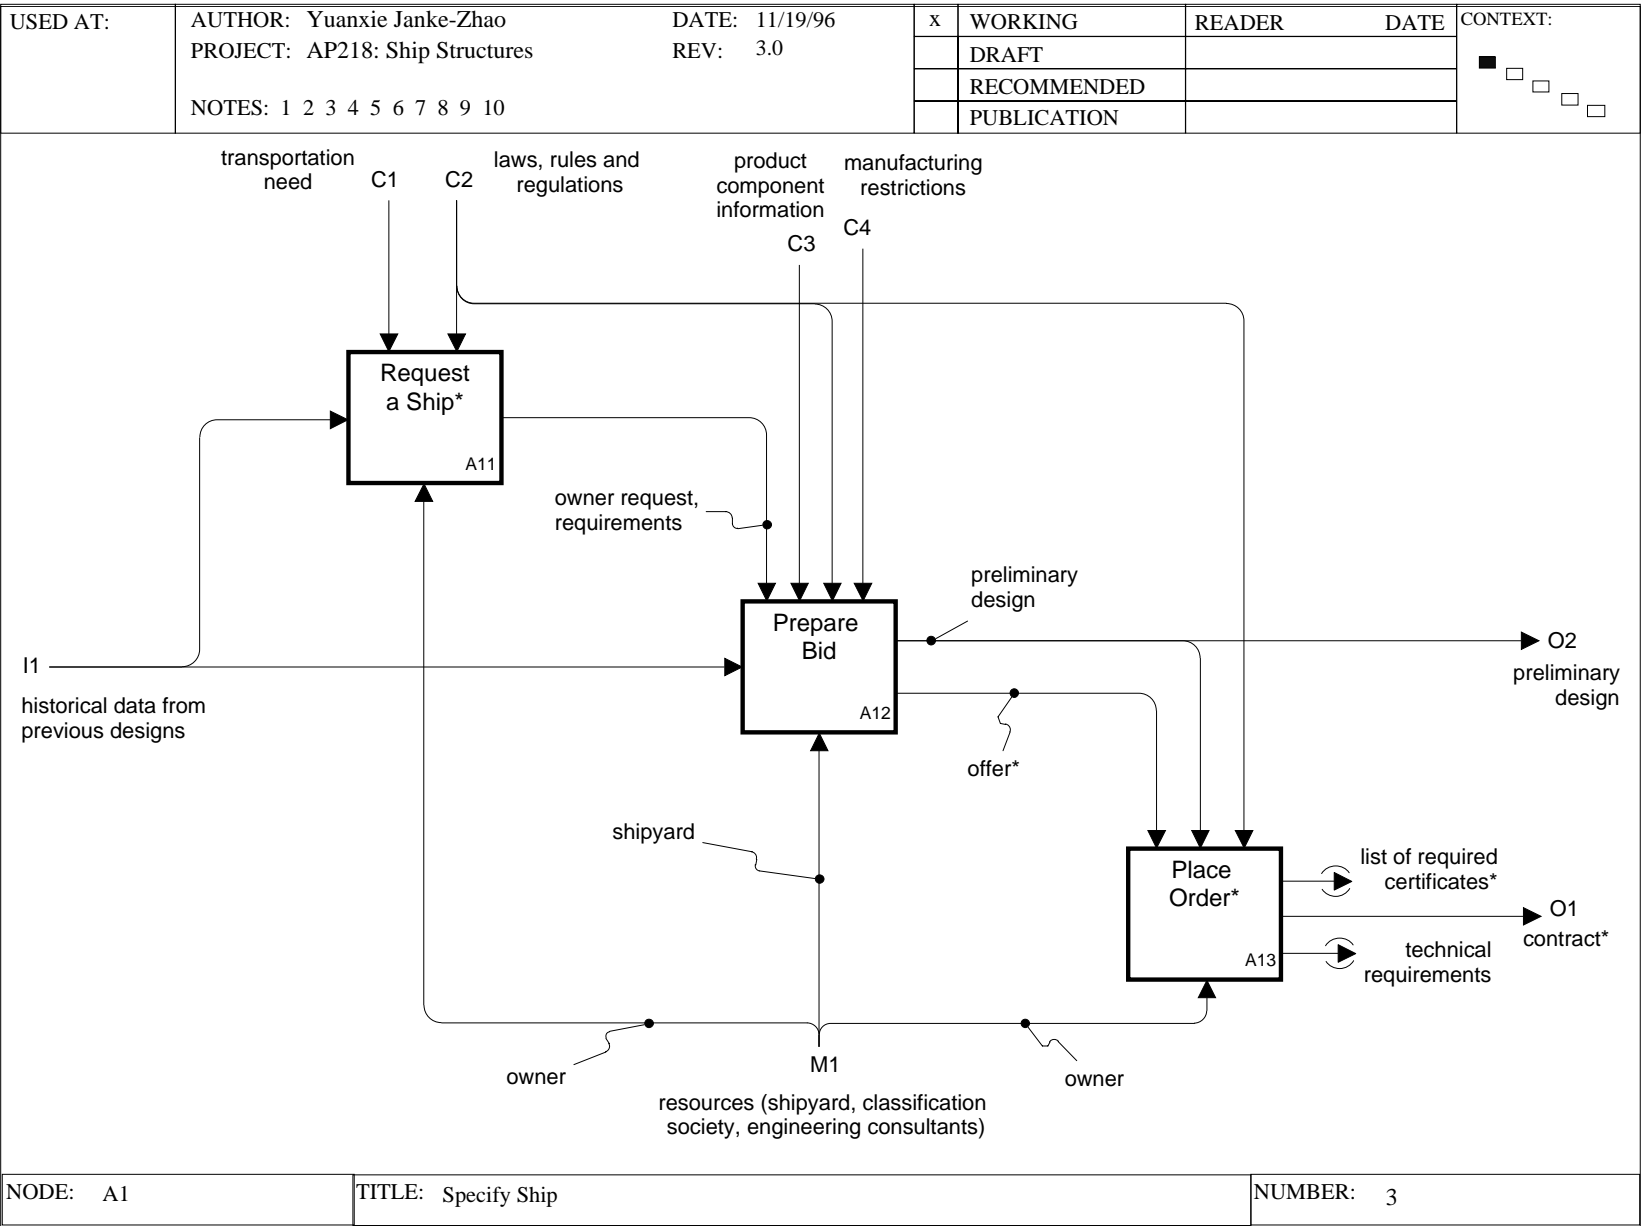 USED AT:
AUTHOR: Yuanxie Janke-Zhao
DATE: 11/19/96
PROJECT: AP218: Ship Structures
REV: 3.0
NOTES: 1 2 3 4 5 6 7 8 9 10
x WORKING
DRAFT
RECOMMENDED
PUBLICATION
READER DATE
CONTEXT:
transportation
need
C1
C2
laws, rules and
regulations
product
component
information
C3
manufacturing
restrictions
C4
Request
a Ship*
A11
owner request,
requirements
preliminary
design
Prepare
Bid
A12
I1
historical data from
previous designs
O2
preliminary
design
offer*
shipyard
Place
Order*
A13
list of required
certificates*
O1
contract*
technical
requirements
owner
M1
owner
resources (shipyard, classification
society, engineering consultants)
NODE: A1
TITLE: Specify Ship
NUMBER: 3